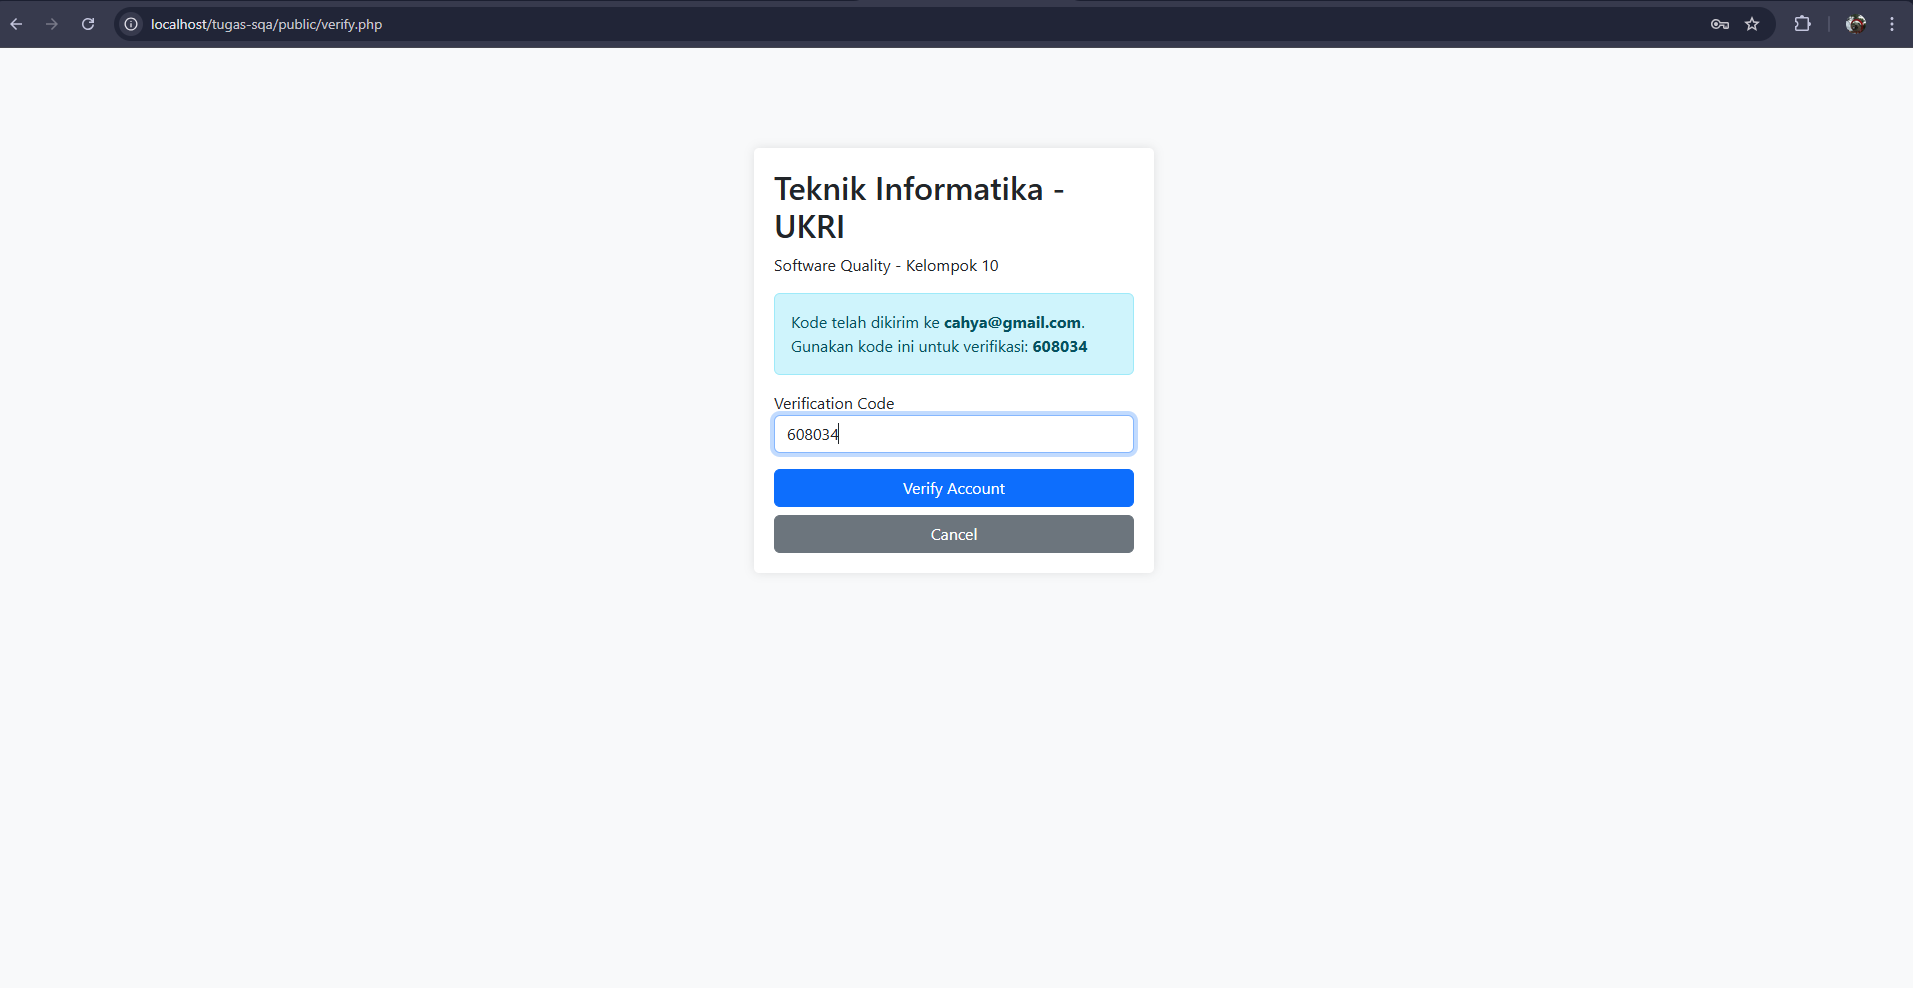 localhost/tugas-sqa/public/verify.php
Teknik Informatika -
UKRI
Software Quality - Kelompok 10
Kode telah dikirim ke cahya@gmail.com.
Gunakan kode ini untuk verifikasi: 608034
Verification Code
608034
Verify Account
Cancel